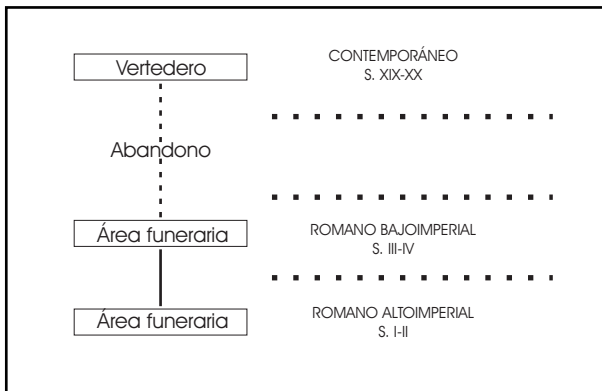 Vertedero
CONTEMPORÁNEO
S. XIX-XX
Abandono
Área funeraria
ROMANO BAJOIMPERIAL
S. III-IV
Área funeraria
ROMANO ALTOIMPERIAL
S. I-II